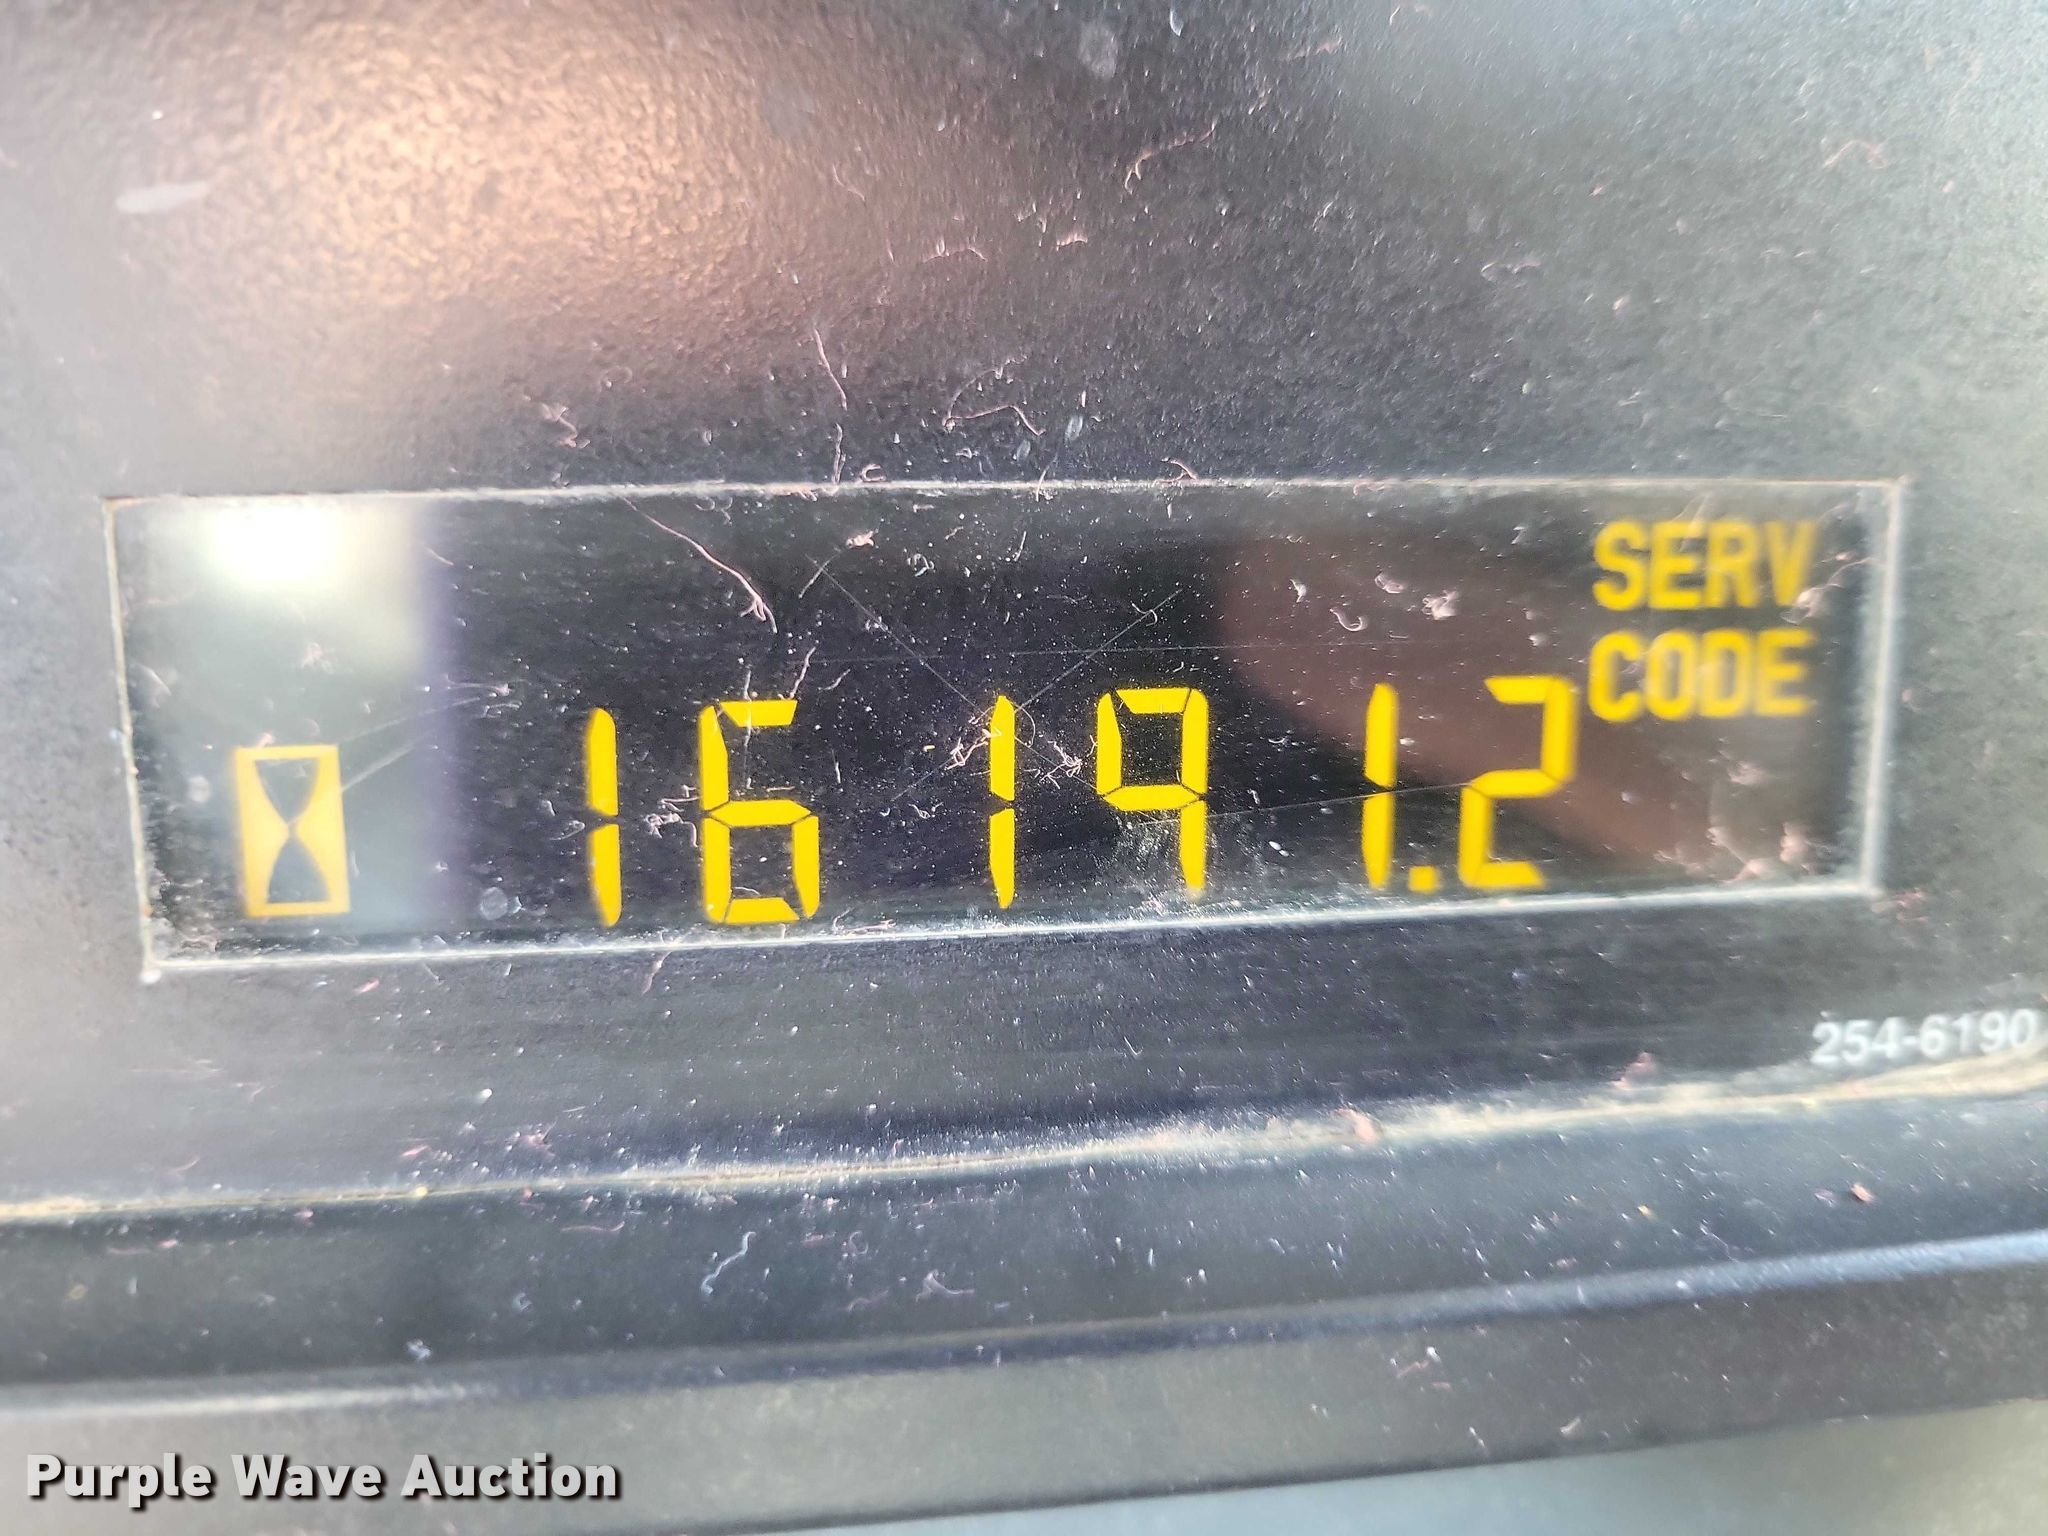 SERV
CODE
16191.2
254-6190
Purple Wave Auction